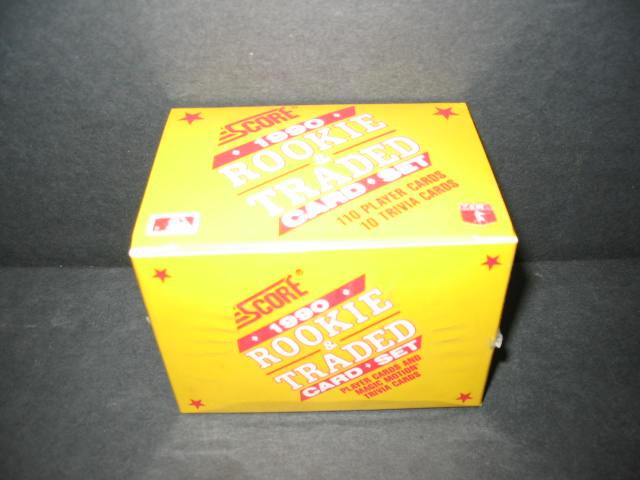 SCORE®
1990
ROOKIE
&
TRADED
CARD • SET
110 PLAYER CARDS
10 TRIVIA CARDS
SCORE®
1990
ROOKIE
&
TRADED
CARD • SET
PLAYER CARDS AND
MAGIC MOTION
TRIVIA CARDS